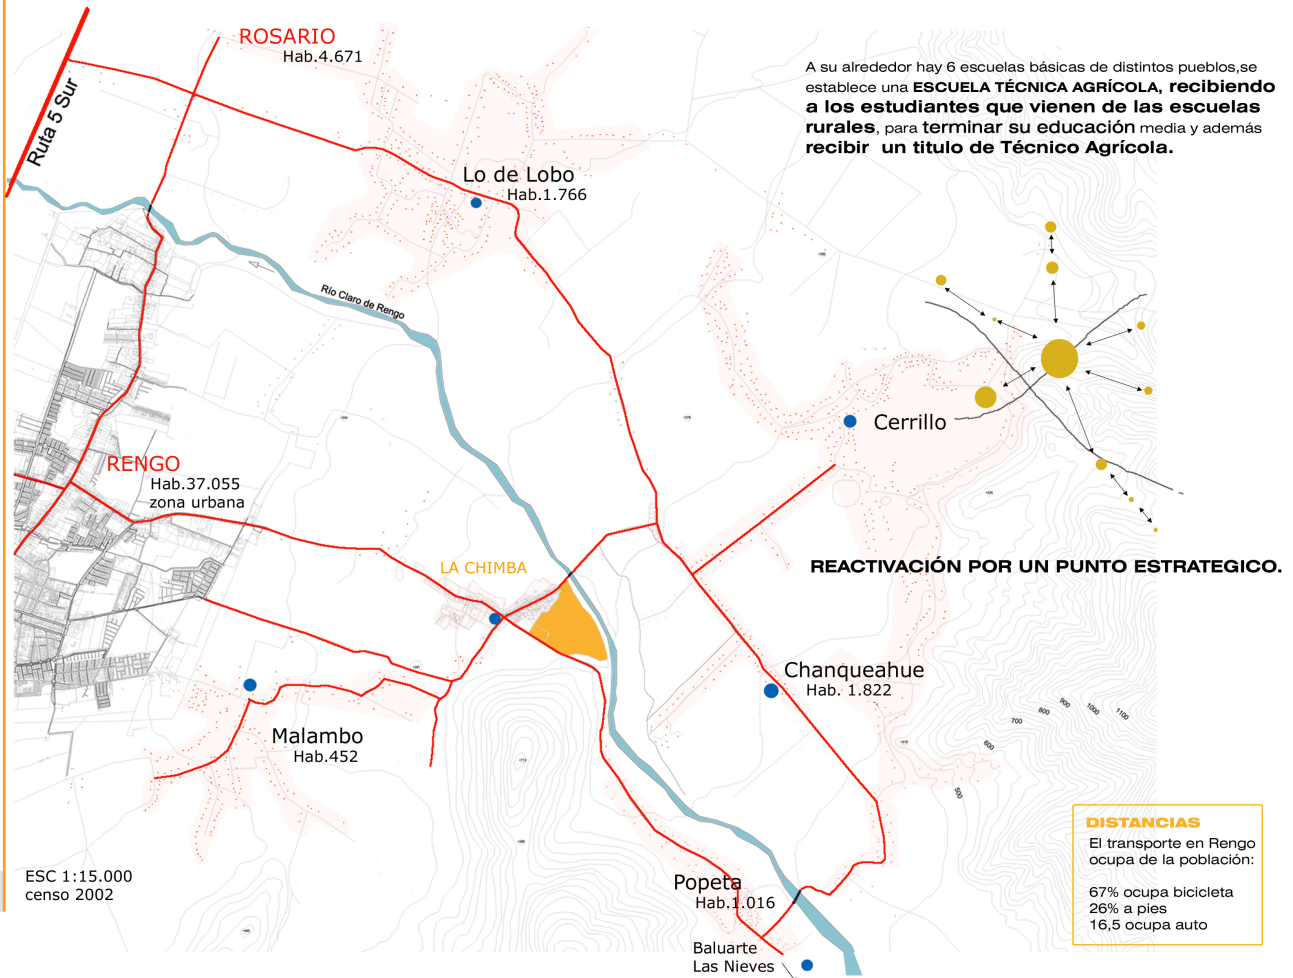 ROSARIO
Hab.4.671
Ruta 5 Sur
A su alrededor hay 6 escuelas básicas de distintos pueblos,se
establece una ESCUELA TÉCNICA AGRÍCOLA, recibiendo
a los estudiantes que vienen de las escuelas
rurales, para terminar su educación media y además
recibir un titulo de Técnico Agrícola.
Lo de Lobo
Hab.1.766
Río Claro de Rengo
Cerrillo
RENGO
Hab.37.055
zona urbana
LA CHIMBA
REACTIVACIÓN POR UN PUNTO ESTRATEGICO.
Chanqueahue
Hab. 1.822
Malambo
Hab.452
500
600
700
800
900
1000
1100
DISTANCIAS
El transporte en Rengo
ocupa de la población:
67% ocupa bicicleta
26% a pies
16,5 ocupa auto
ESC 1:15.000
censo 2002
Popeta
Hab.1.016
Baluarte
Las Nieves